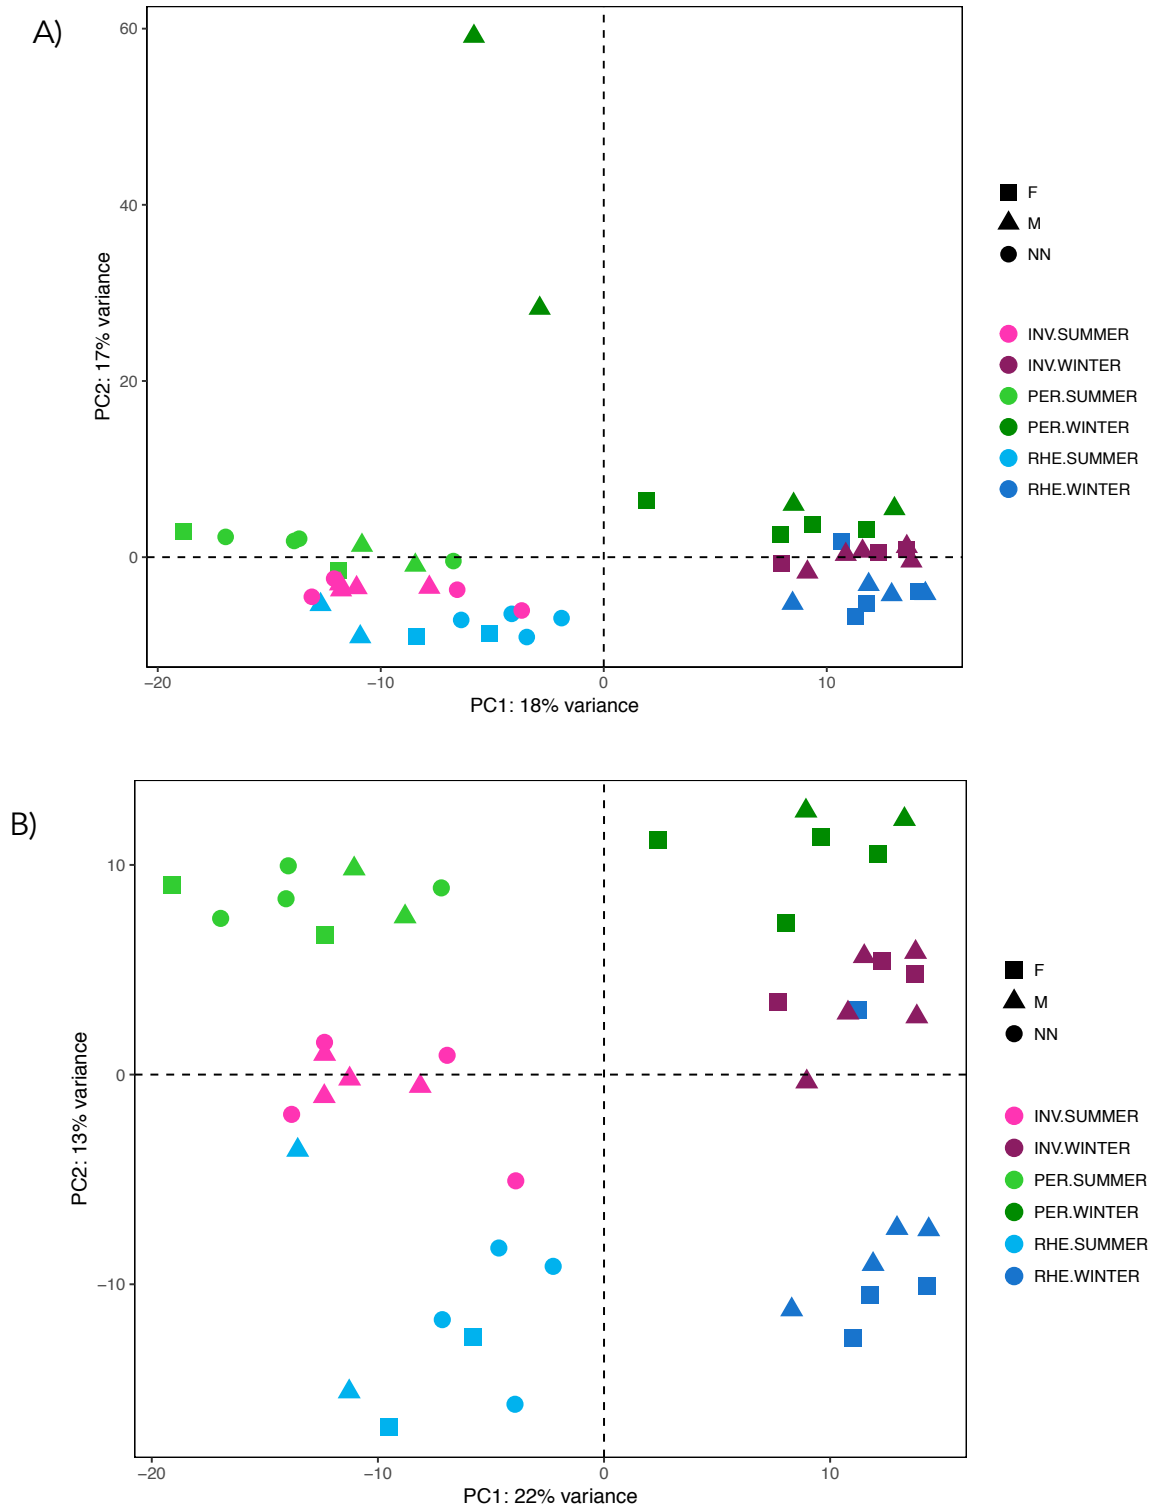 A)
60
40
20
0
PC2: 17% variance
−20
−10
0
10
PC1: 18% variance
F
M
NN
INV.SUMMER
INV.WINTER
PER.SUMMER
PER.WINTER
RHE.SUMMER
RHE.WINTER
B)
10
0
−10
PC2: 13% variance
−20
−10
0
10
PC1: 22% variance
F
M
NN
INV.SUMMER
INV.WINTER
PER.SUMMER
PER.WINTER
RHE.SUMMER
RHE.WINTER